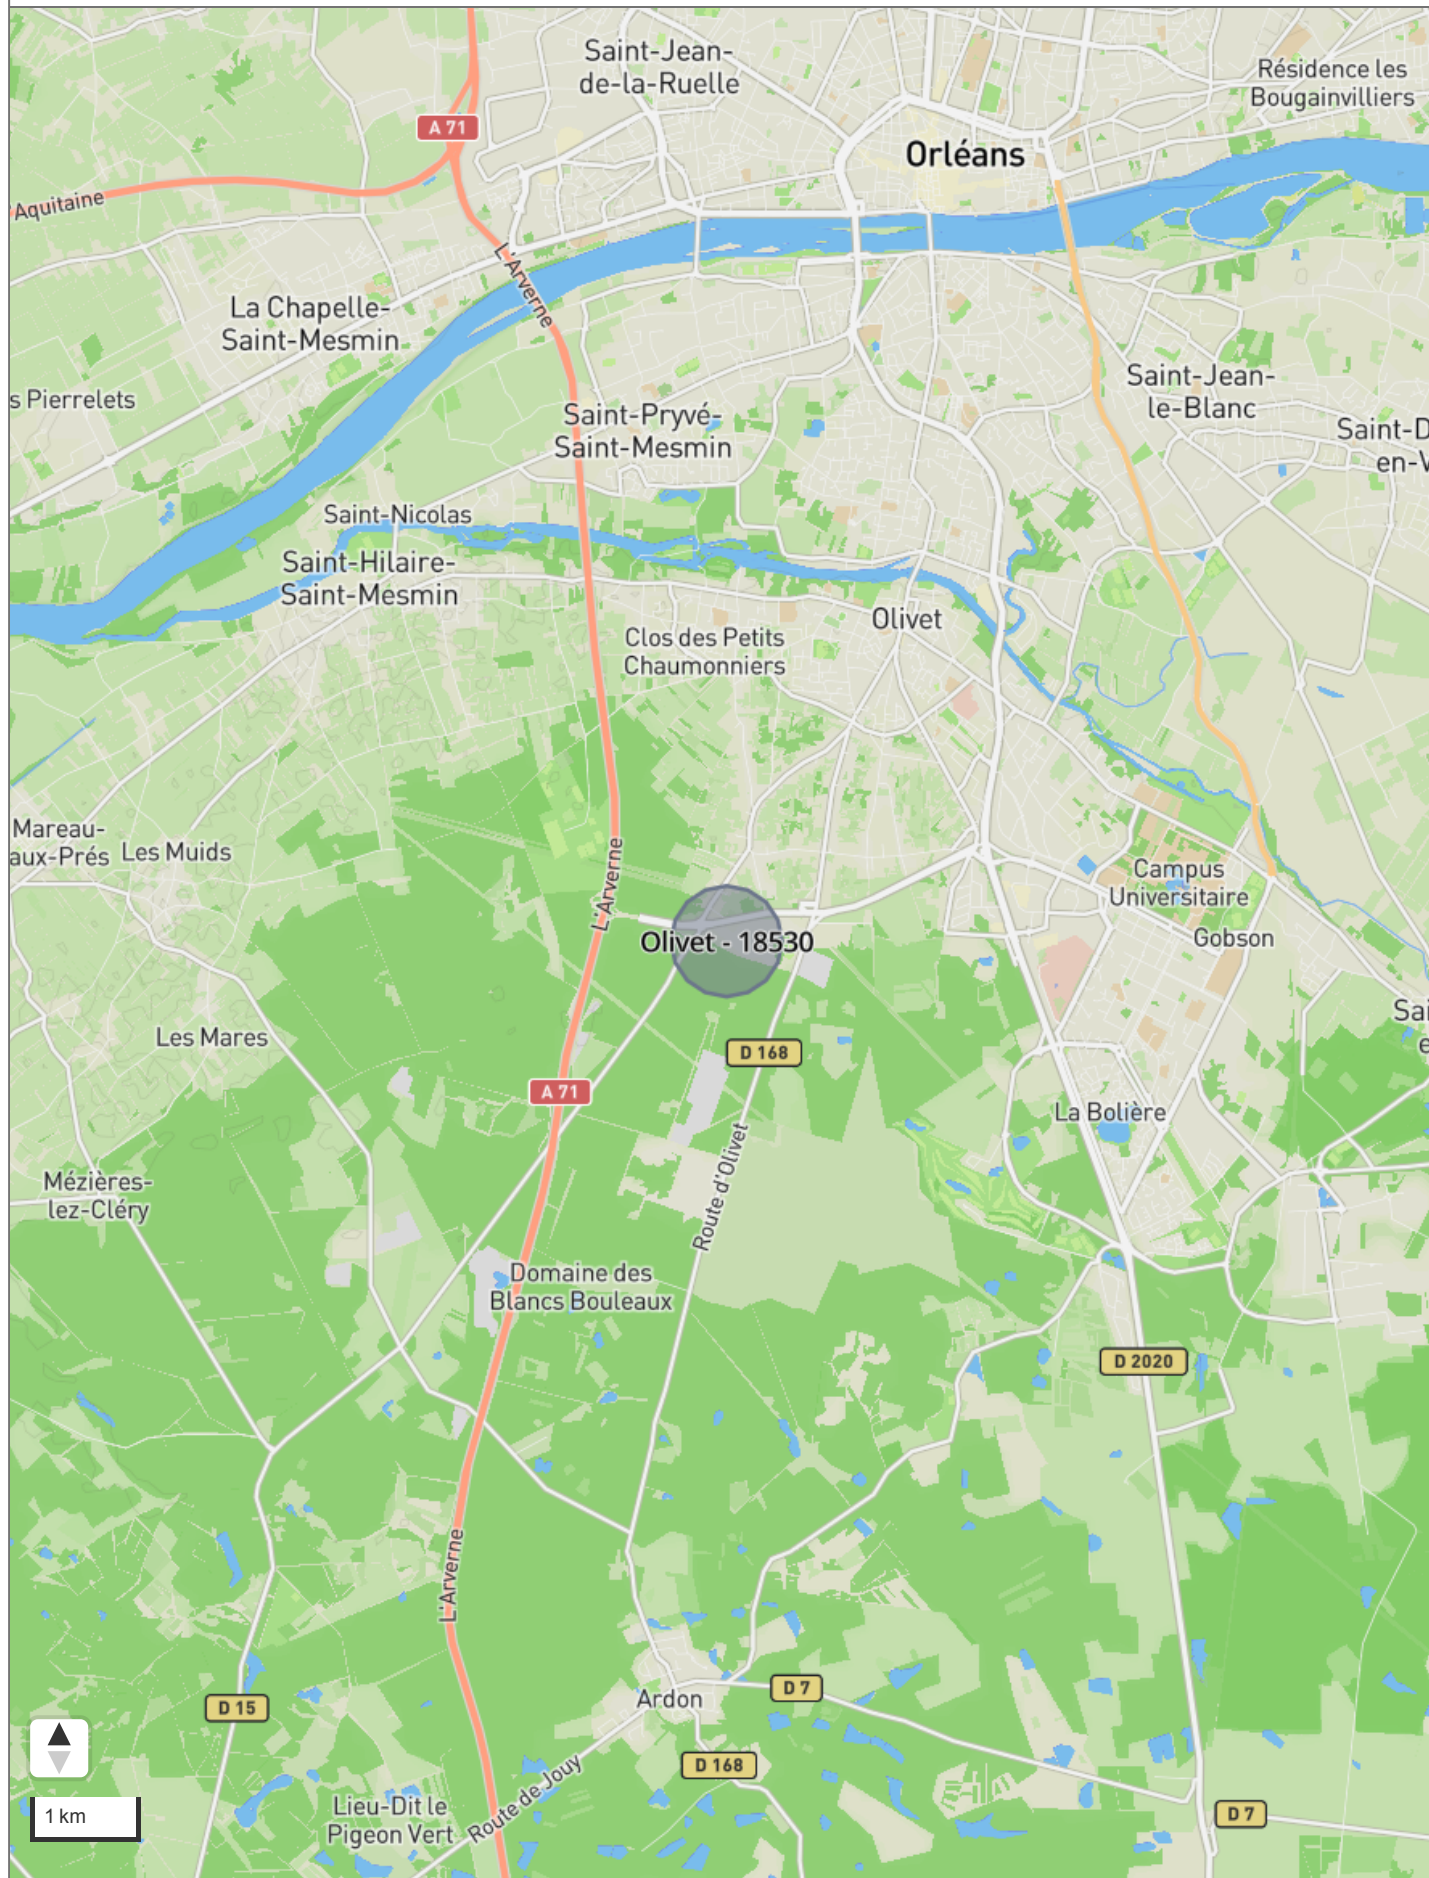 Saint-Jean-
de-la-Ruelle
Résidence les
Bougainvilliers
A 71
Orléans
Aquitaine
L'Arverne
La Chapelle-
Saint-Mesmin
s Pierrelets
Saint-Jean-
le-Blanc
Saint-Pryvé-
Saint-Mesmin
Saint-D
en-V
Saint-Nicolas
Saint-Hilaire-
Saint-Mesmin
Olivet
Clos des Petits
Chaumonniers
Mareau-
aux-Prés
Les Muids
L'Arverne
Campus
Universitaire
Olivet - 18530
Gobson
Sai
e
Les Mares
D 168
A 71
La Bolière
Route d'Olivet
Mézières-
lez-Cléry
Domaine des
Blancs Bouleaux
D 2020
L'Arverne
D 7
Ardon
D 15
D 168
Route de Jouy
Lieu-Dit le
Pigeon Vert
D 7
1 km